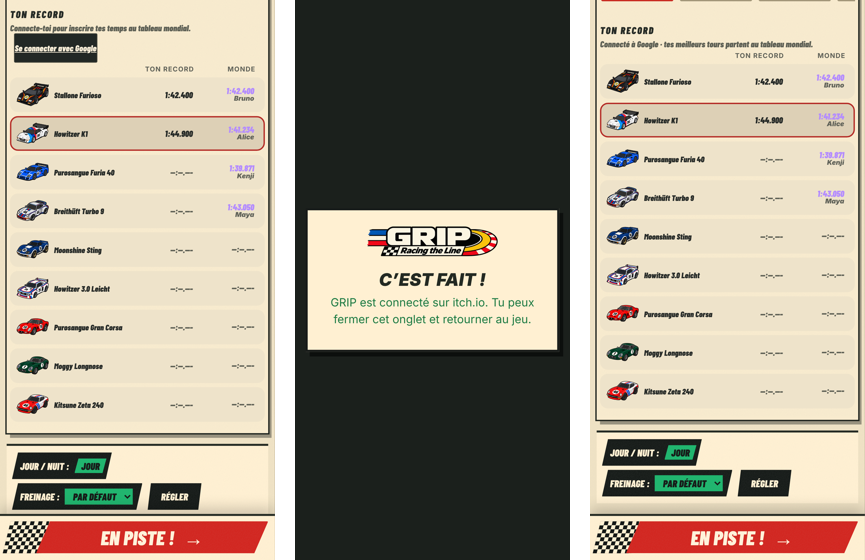 TON RECORD
Connecte-toi pour inscrire tes temps au tableau mondial.
Se connecter avec Google
TON RECORD MONDE
Stallone Furioso 1:42.400 1:42.400
Bruno
Howitzer K1 1:44.900 1:41.234
Alice
Purosangue Furia 40 --:--.--- 1:38.871
Kenji
Breithüft Turbo 9 --:--.--- 1:43.050
Maya
Moonshine Sting --:--.--- --:--.---
Howitzer 3.0 Leicht --:--.--- --:--.---
Purosangue Gran Corsa --:--.--- --:--.---
Moggy Longnose --:--.--- --:--.---
Kitsune Zeta 240 --:--.--- --:--.---
JOUR / NUIT : JOUR
FREINAGE : PAR DÉFAUT RÉGLER
EN PISTE ! →
GRIP
Racing the Line
C'EST FAIT !
GRIP est connecté sur itch.io. Tu peux
fermer cet onglet et retourner au jeu.
TON RECORD
Connecté à Google · tes meilleurs tours partent au tableau mondial.
TON RECORD MONDE
Stallone Furioso 1:42.400 1:42.400
Bruno
Howitzer K1 1:44.900 1:41.234
Alice
Purosangue Furia 40 --:--.--- 1:38.871
Kenji
Breithüft Turbo 9 --:--.--- 1:43.050
Maya
Moonshine Sting --:--.--- --:--.---
Howitzer 3.0 Leicht --:--.--- --:--.---
Purosangue Gran Corsa --:--.--- --:--.---
Moggy Longnose --:--.--- --:--.---
Kitsune Zeta 240 --:--.--- --:--.---
JOUR / NUIT : JOUR
FREINAGE : PAR DÉFAUT RÉGLER
EN PISTE ! →